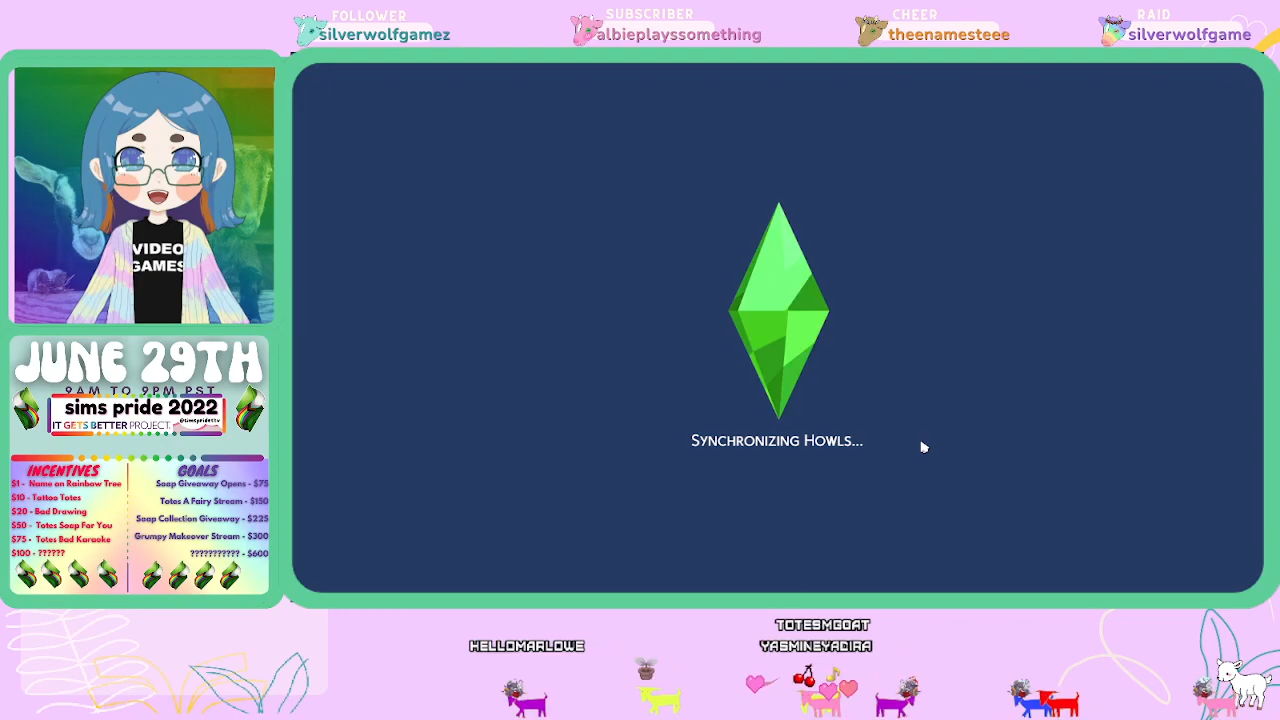 FOLLOWER
silverwolfgamez
SUBSCRIBER
albieplayssomething
CHEER
theenamesteee
RAID
silverwolfgame
VIDEO
GAMES
JUNE 29TH
9AM TO 9PM PST
sims pride 2022
IT GETS BETTER PROJECT.
@simspridettv
INCENTIVES
$1 - Name on Rainbow Tree
$10 - Tattoo Totes
$20 - Bad Drawing
$50 - Totes Soap For You
$75 - Totes Bad Karaoke
$100 - ??????
GOALS
Soap Giveaway Opens - $75
Totes A Fairy Stream - $150
Soap Collection Giveaway - $225
Grumpy Makeover Stream - $300
??????????? - $600
Synchronizing Howls...
HELLOMARLOWE
TOTESMGOAT
YASMINEYADIRA